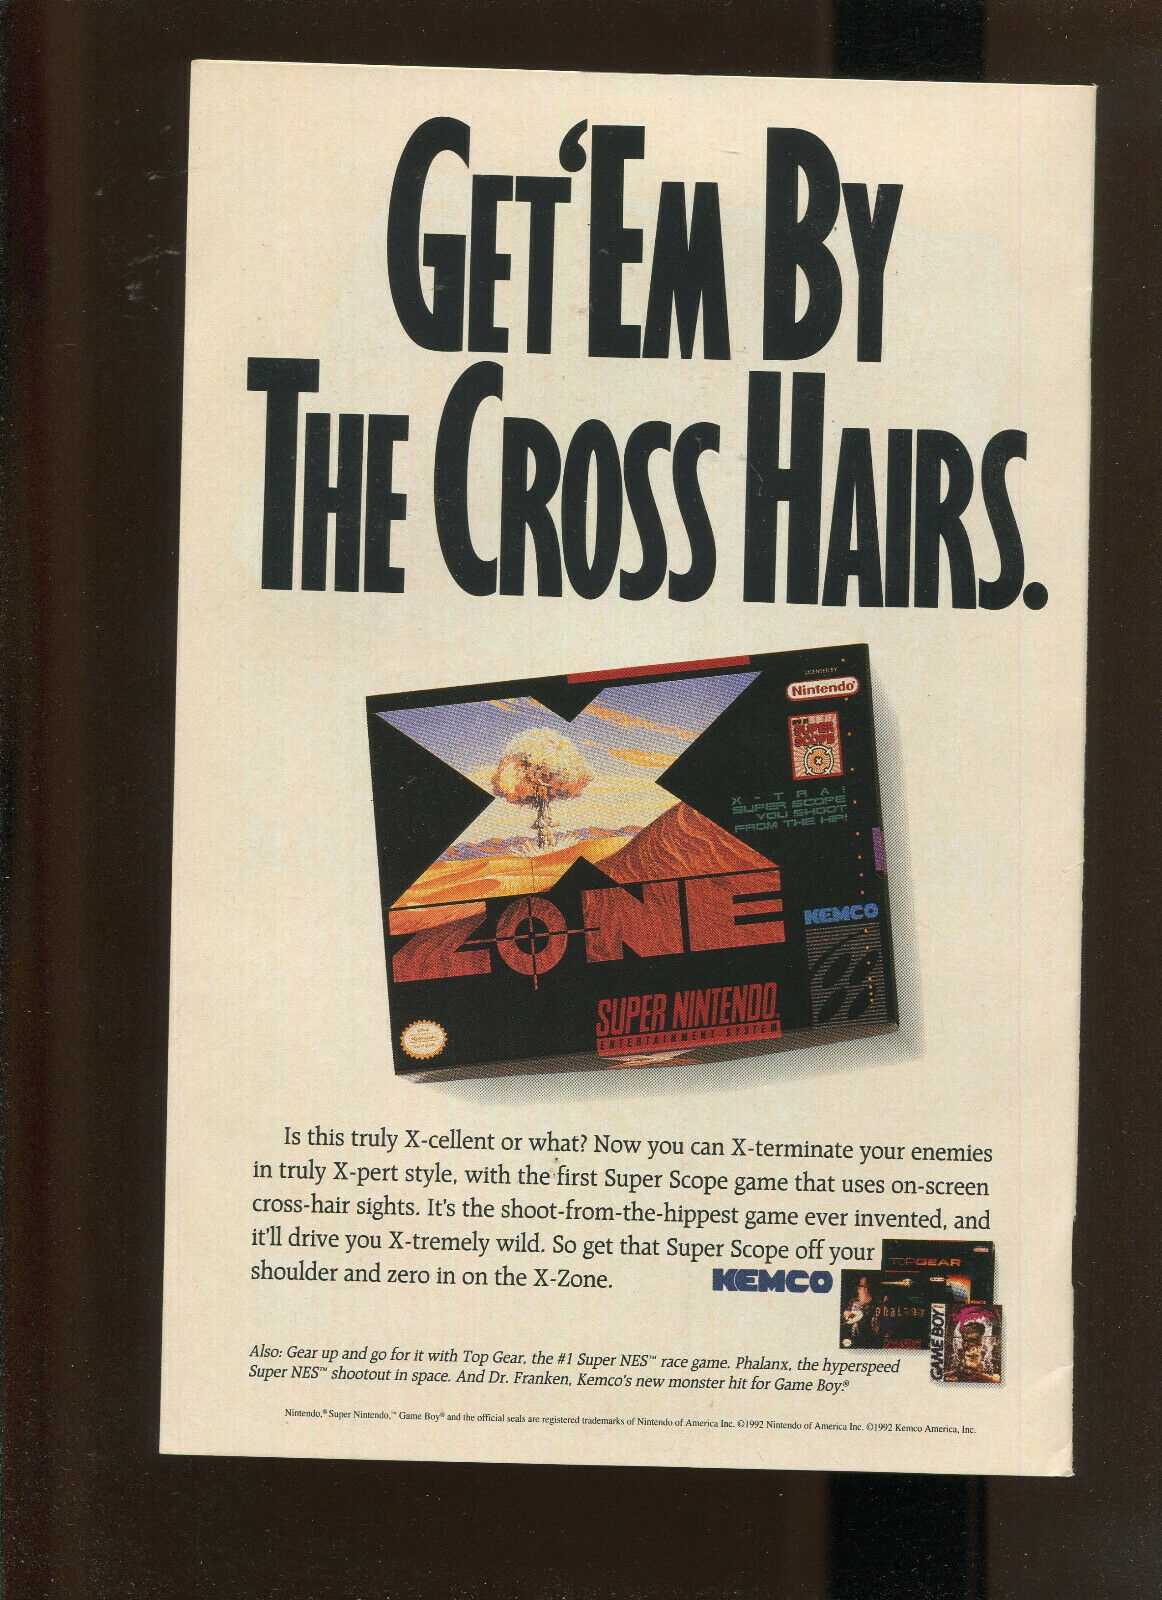 GET 'EM BY
THE CROSS HAIRS.
LICENSED BY
Nintendo
SUPER
SCOPE
X-TRA!
SUPER SCOPE
YOU SHOOT
FROM THE HIP!
X
ZONE
KEMCO
SUPER NINTENDO
ENTERTAINMENT SYSTEM
Is this truly X-cellent or what? Now you can X-terminate your enemies
in truly X-pert style, with the first Super Scope game that uses on-screen
cross-hair sights. It's the shoot-from-the-hippest game ever invented, and
it'll drive you X-tremely wild. So get that Super Scope off your
shoulder and zero in on the X-Zone.
KEMCO
TOP GEAR
phalanx
GAME BOY
Also: Gear up and go for it with Top Gear, the #1 Super NES™ race game. Phalanx, the hyperspeed
Super NES™ shootout in space. And Dr. Franken, Kemco's new monster hit for Game Boy.®
Nintendo,® Super Nintendo,™ Game Boy® and the official seals are registered trademarks of Nintendo of America Inc. ©1992 Nintendo of America Inc. ©1992 Kemco America, Inc.